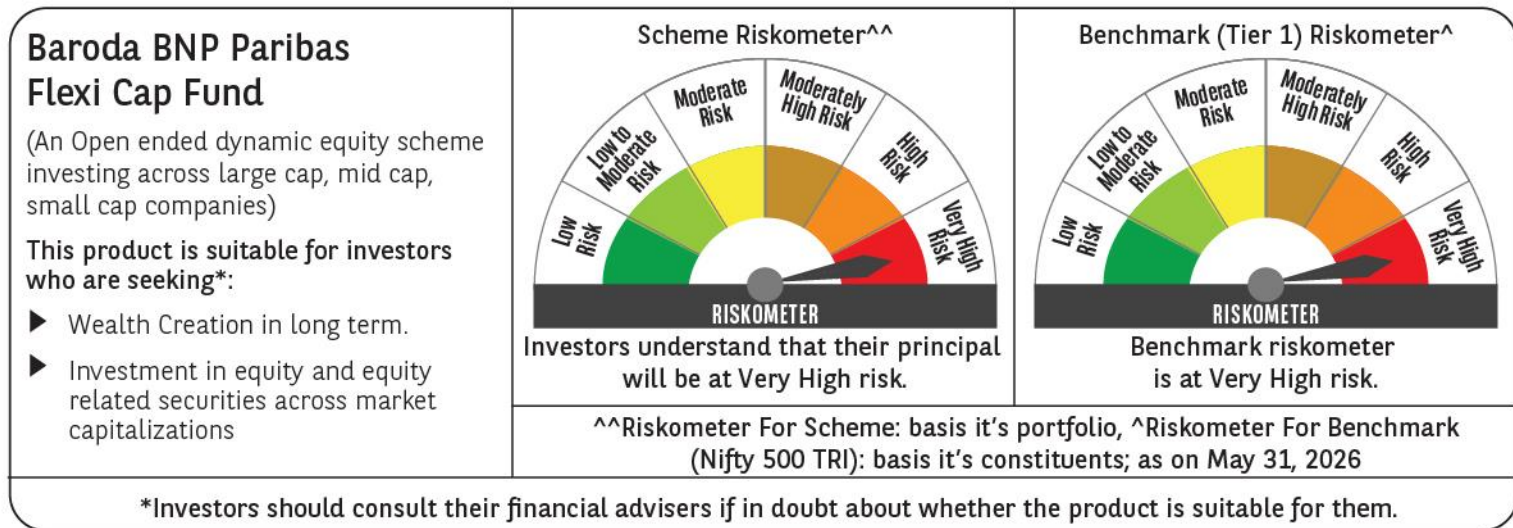 Baroda BNP Paribas
Flexi Cap Fund
(An Open ended dynamic equity scheme
investing across large cap, mid cap,
small cap companies)
This product is suitable for investors
who are seeking*:
▶ Wealth Creation in long term.
▶ Investment in equity and equity
related securities across market
capitalizations
Scheme Riskometer^^
Low
Risk
Low to
Moderate
Risk
Moderate
Risk
Moderately
High Risk
High
Risk
Very High
Risk
RISKOMETER
Investors understand that their principal
will be at Very High risk.
Benchmark (Tier 1) Riskometer^
Low
Risk
Low to
Moderate
Risk
Moderate
Risk
Moderately
High Risk
High
Risk
Very High
Risk
RISKOMETER
Benchmark riskometer
is at Very High risk.
^^Riskometer For Scheme: basis it's portfolio, ^Riskometer For Benchmark
(Nifty 500 TRI): basis it's constituents; as on May 31, 2026
*Investors should consult their financial advisers if in doubt about whether the product is suitable for them.